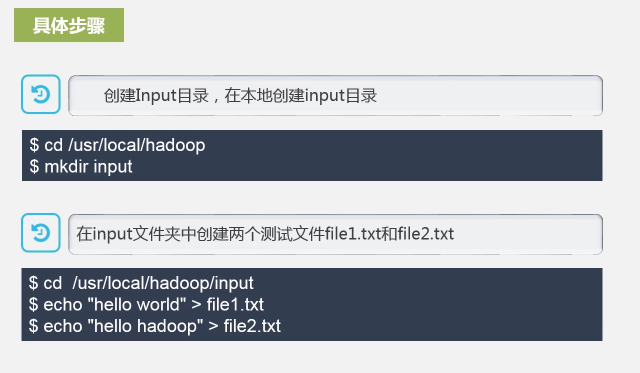 具体步骤
创建Input目录，在本地创建input目录
$ cd /usr/local/hadoop
$ mkdir input
在input文件夹中创建两个测试文件file1.txt和file2.txt
$ cd  /usr/local/hadoop/input
$ echo "hello world" > file1.txt
$ echo "hello hadoop" > file2.txt